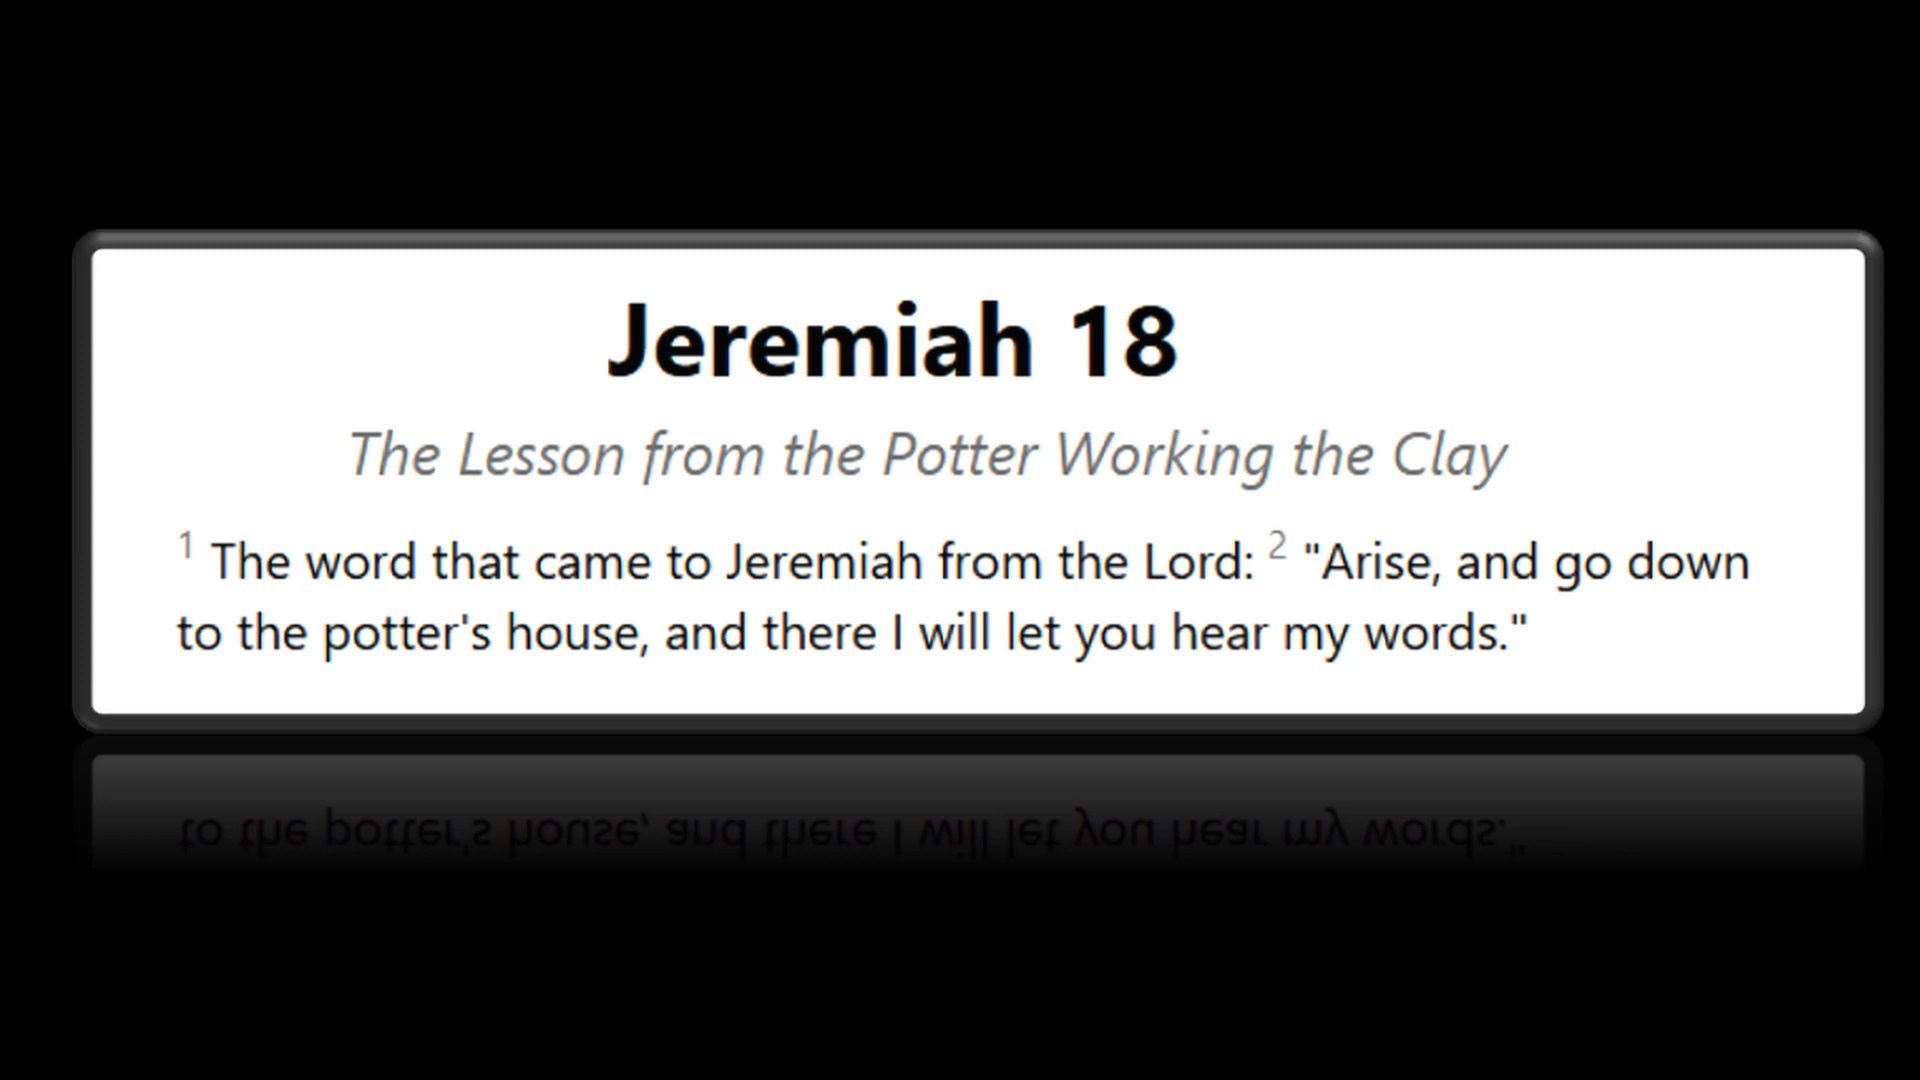 Jeremiah 18
The Lesson from the Potter Working the Clay
1 The word that came to Jeremiah from the Lord: 2 "Arise, and go down
to the potter's house, and there I will let you hear my words."